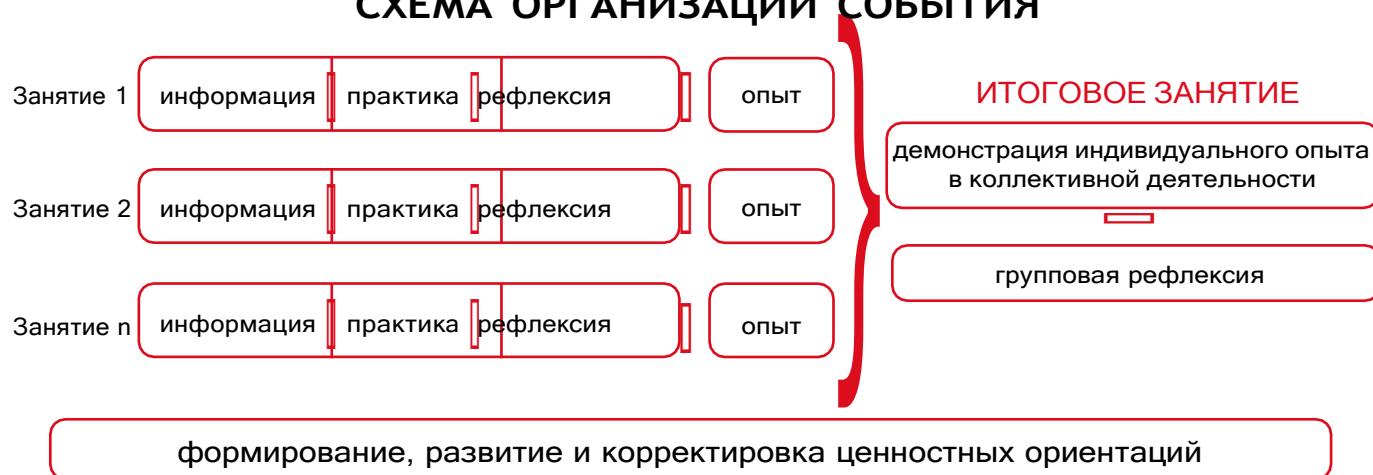 СХЕМА ОРГАНИЗАЦИИ СОБЫТИЯ
Занятие 1 информация практика рефлексия опыт
ИТОГОВОЕ ЗАНЯТИЕ
демонстрация индивидуального опыта
в коллективной деятельности
Занятие 2 информация практика рефлексия опыт
групповая рефлексия
Занятие n информация практика рефлексия опыт
формирование, развитие и корректировка ценностных ориентаций